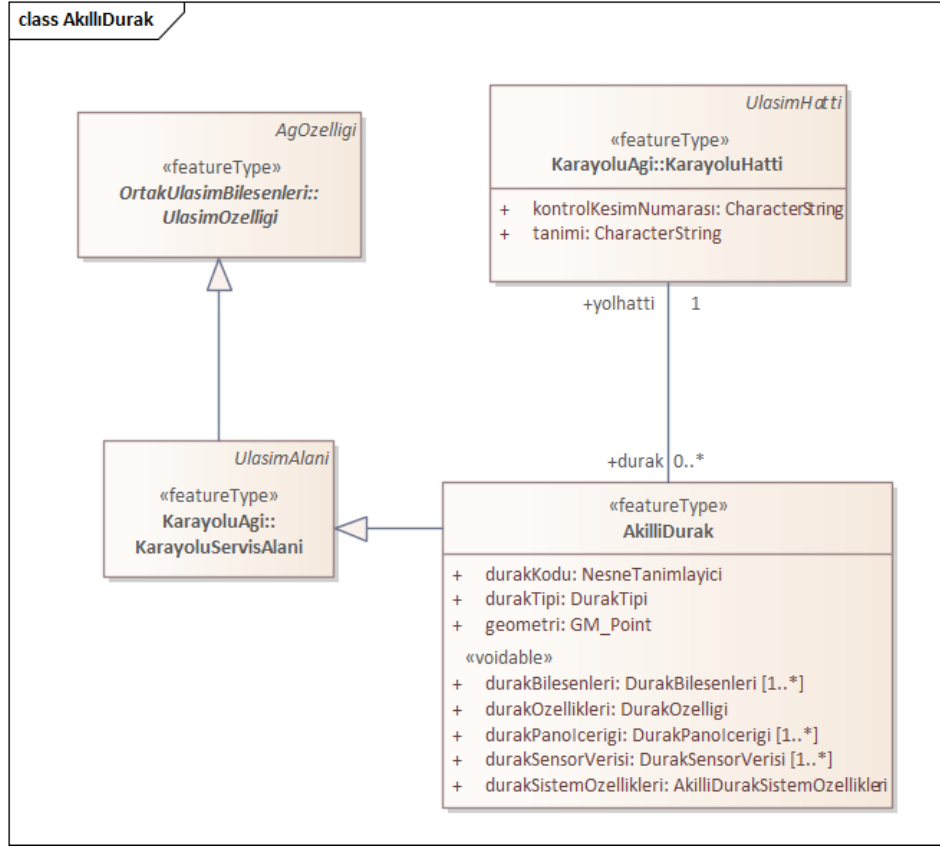 class AkıllıDurak
AgOzelligi
«featureType»
OrtakUlasimBilesenleri::
UlasimOzelligi
UlasimHatti
«featureType»
KarayoluAgi::KarayoluHatti
+ kontrolKesimNumarası: CharacterString
+ tanimi: CharacterString
+yolhatti 1
+durak 0..*
UlasimAlani
«featureType»
KarayoluAgi::
KarayoluServisAlani
«featureType»
AkilliDurak
+ durakKodu: NesneTanimlayici
+ durakTipi: DurakTipi
+ geometri: GM_Point
«voidable»
+ durakBilesenleri: DurakBilesenleri [1..*]
+ durakOzellikleri: DurakOzelligi
+ durakPanoIcerigi: DurakPanoIcerigi [1..*]
+ durakSensorVerisi: DurakSensorVerisi [1..*]
+ durakSistemOzellikleri: AkilliDurakSistemOzellikleri